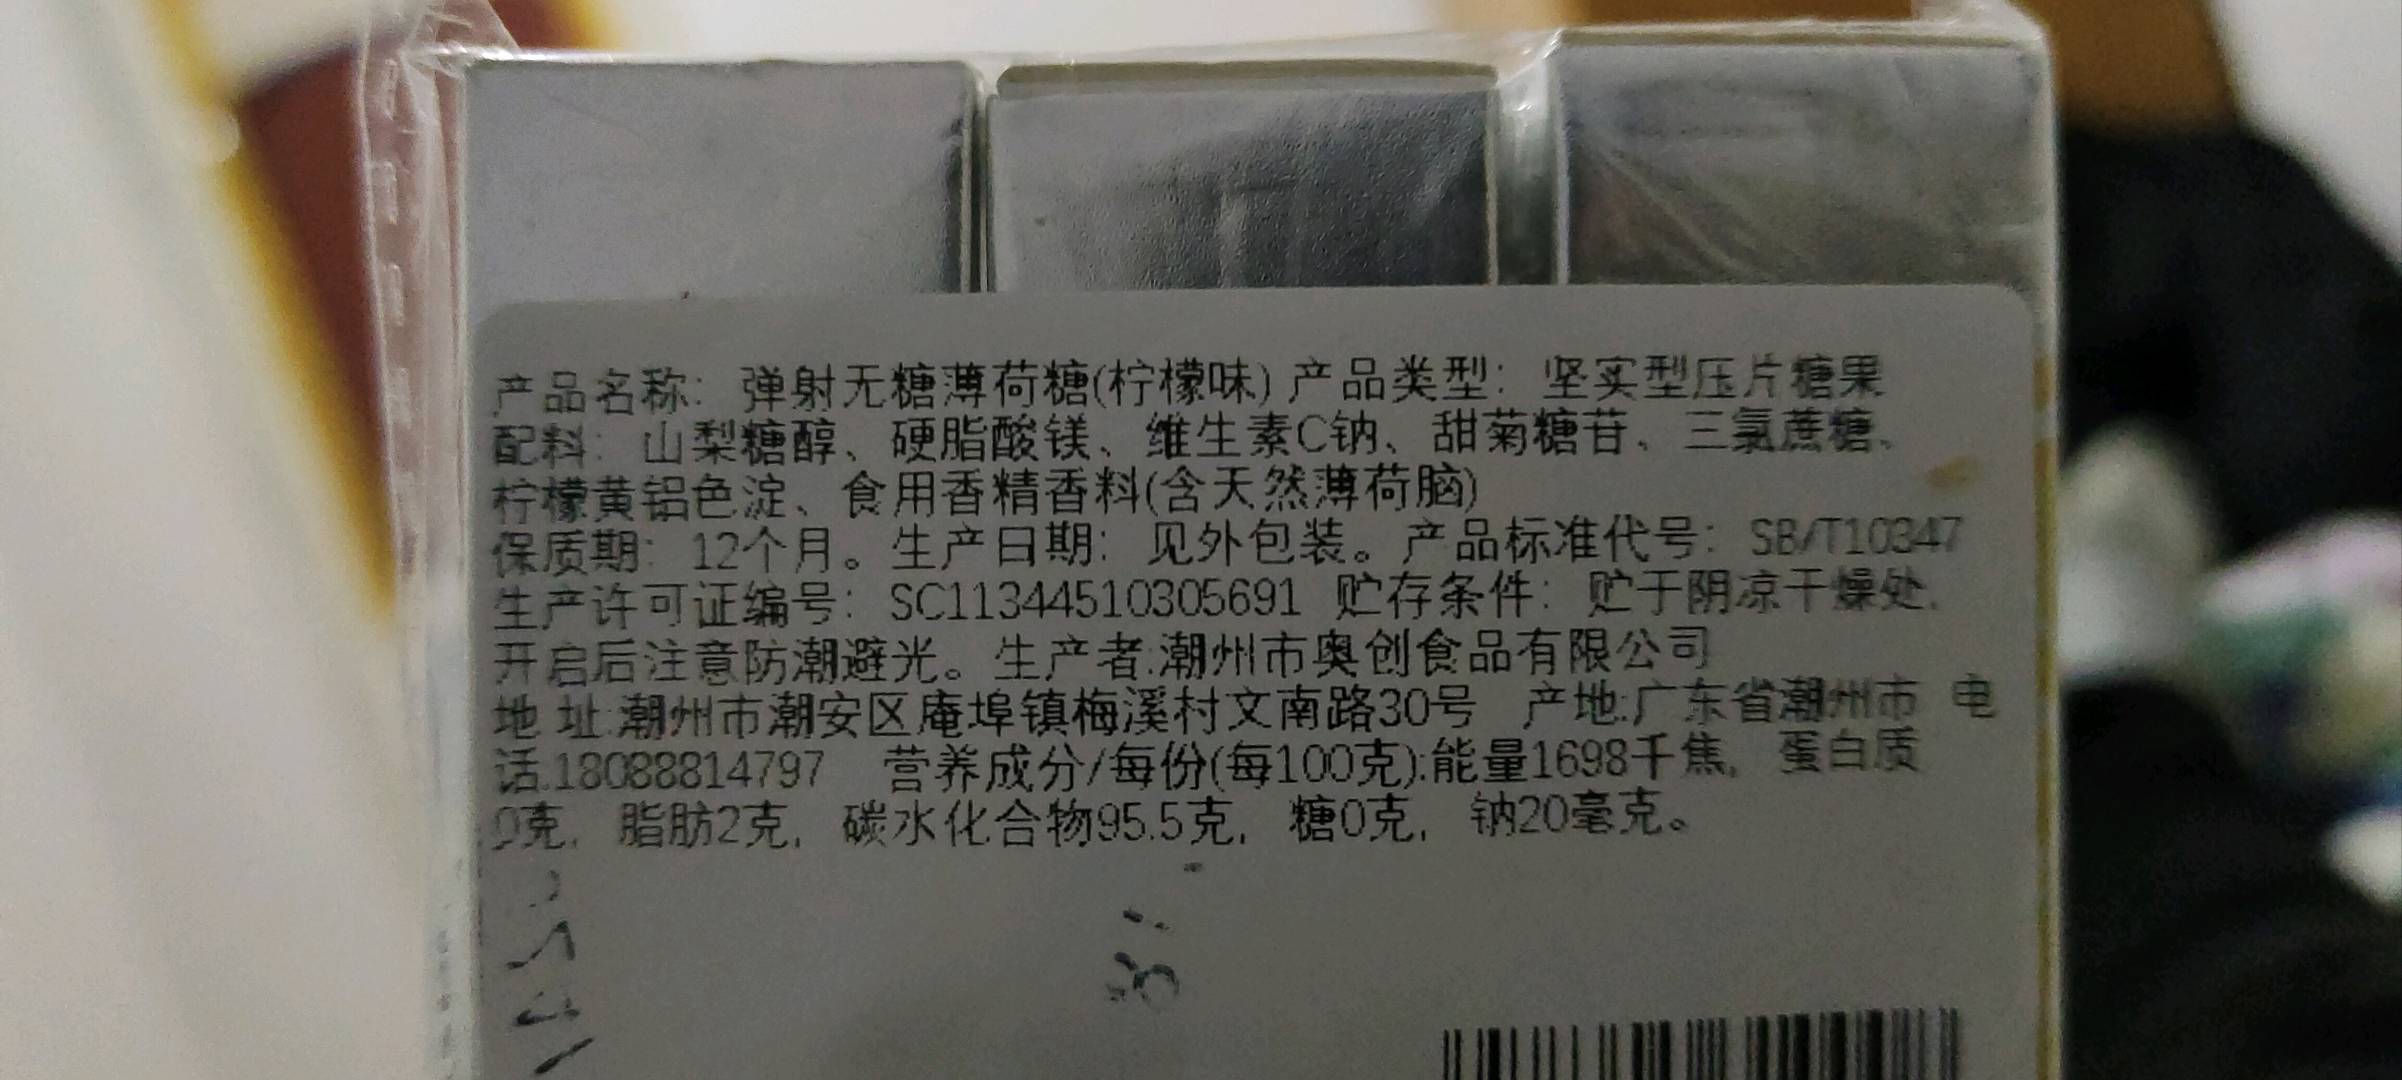 产品名称：弹射无糖薄荷糖(柠檬味) 产品类型：坚实型压片糖果
配料：山梨糖醇、硬脂酸镁、维生素C钠、甜菊糖苷、三氯蔗糖、
柠檬黄铝色淀、食用香精香料(含天然薄荷脑)
保质期：12个月。生产日期：见外包装。产品标准代号：SB/T10347
生产许可证编号：SC11344510305691 贮存条件：贮于阴凉干燥处，
开启后注意防潮避光。生产者:潮州市奥创食品有限公司
地 址:潮州市潮安区庵埠镇梅溪村文南路30号 产地:广东省潮州市 电
话:18088814797 营养成分/每份(每100克):能量1698千焦，蛋白质
0克，脂肪2克，碳水化合物95.5克，糖0克，钠20毫克。